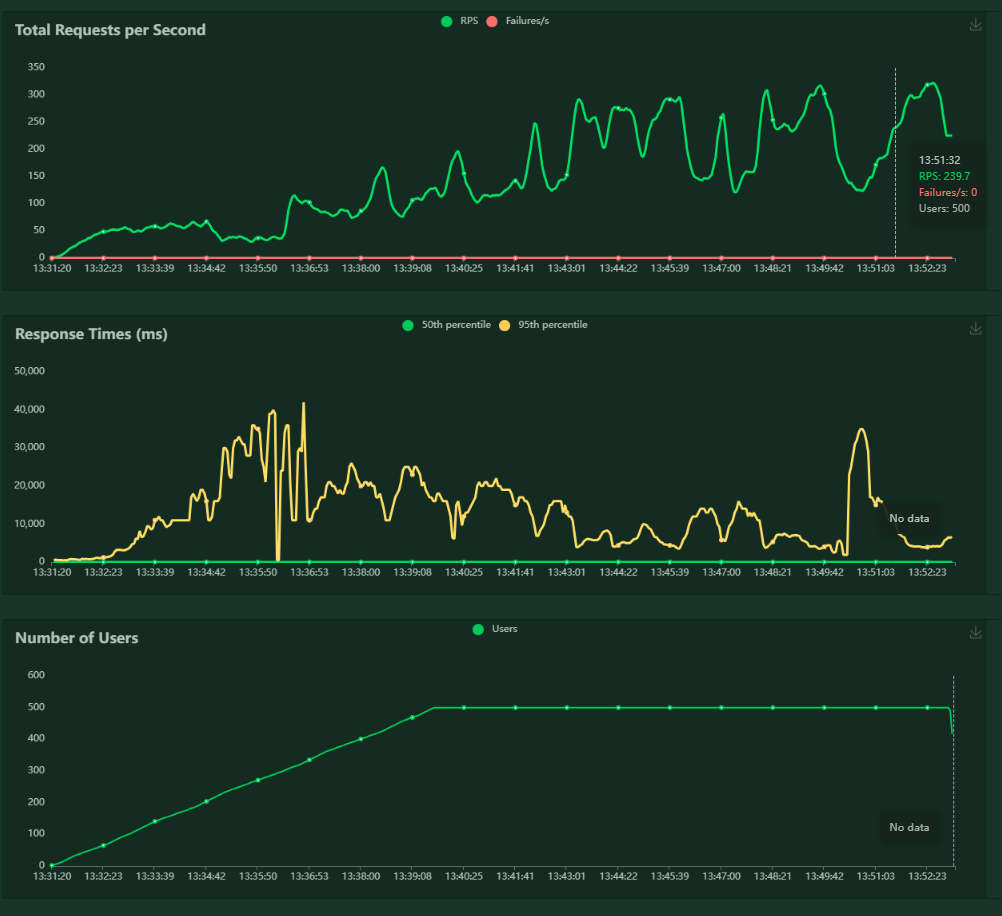 Total Requests per Second
RPS Failures/s
350
300
250
200
150
100
50
0
13:31:20 13:32:23 13:33:39 13:34:42 13:35:50 13:36:53 13:38:00 13:39:08 13:40:25 13:41:41 13:43:01 13:44:22 13:45:39 13:47:00 13:48:21 13:49:42 13:51:03 13:52:23
13:51:32
RPS: 239.7
Failures/s: 0
Users: 500
Response Times (ms)
50th percentile 95th percentile
50,000
40,000
30,000
20,000
10,000
0
No data
13:31:20 13:32:23 13:33:39 13:34:42 13:35:50 13:36:53 13:38:00 13:39:08 13:40:25 13:41:41 13:43:01 13:44:22 13:45:39 13:47:00 13:48:21 13:49:42 13:51:03 13:52:23
Number of Users
Users
600
500
400
300
200
100
0
No data
13:31:20 13:32:23 13:33:39 13:34:42 13:35:50 13:36:53 13:38:00 13:39:08 13:40:25 13:41:41 13:43:01 13:44:22 13:45:39 13:47:00 13:48:21 13:49:42 13:51:03 13:52:23